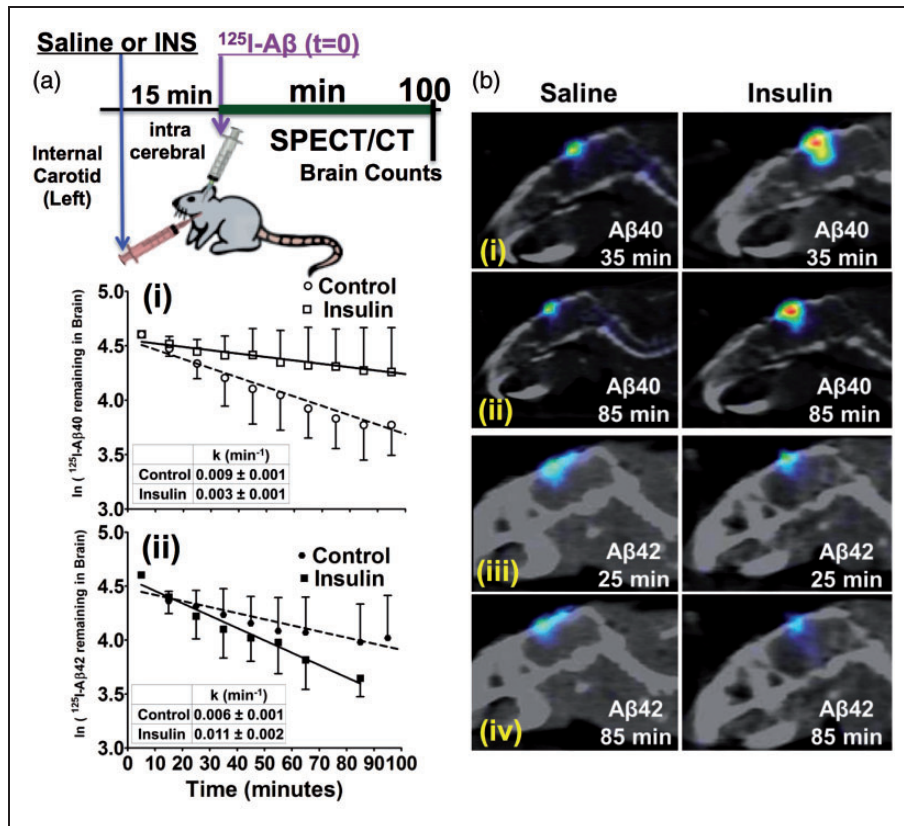 Saline or INS
¹²⁵I-Aβ (t=0)
(a)
15 min
min
100
intra
cerebral
SPECT/CT
Brain Counts
Internal
Carotid
(Left)
(i)
Control
Insulin
5.0
4.5
4.0
3.5
3.0
ln ( ¹²⁵I-Aβ40 remaining in Brain)
k (min⁻¹)
Control 0.009 ± 0.001
Insulin 0.003 ± 0.001
(ii)
Control
Insulin
5.0
4.5
4.0
3.5
3.0
ln ( ¹²⁵I-Aβ42 remaining in Brain)
k (min⁻¹)
Control 0.006 ± 0.001
Insulin 0.011 ± 0.002
0 10 20 30 40 50 60 70 80 90 100
Time (minutes)
(b)
Saline Insulin
(i)
Aβ40
35 min
Aβ40
35 min
(ii)
Aβ40
85 min
Aβ40
85 min
(iii)
Aβ42
25 min
Aβ42
25 min
(iv)
Aβ42
85 min
Aβ42
85 min